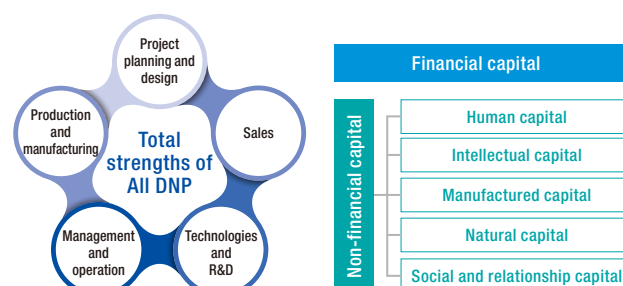 Project
planning and
design
Production
and
manufacturing
Total
strengths of
All DNP
Sales
Management
and
operation
Technologies
and
R&D
Financial capital
Non-financial capital
Human capital
Intellectual capital
Manufactured capital
Natural capital
Social and relationship capital